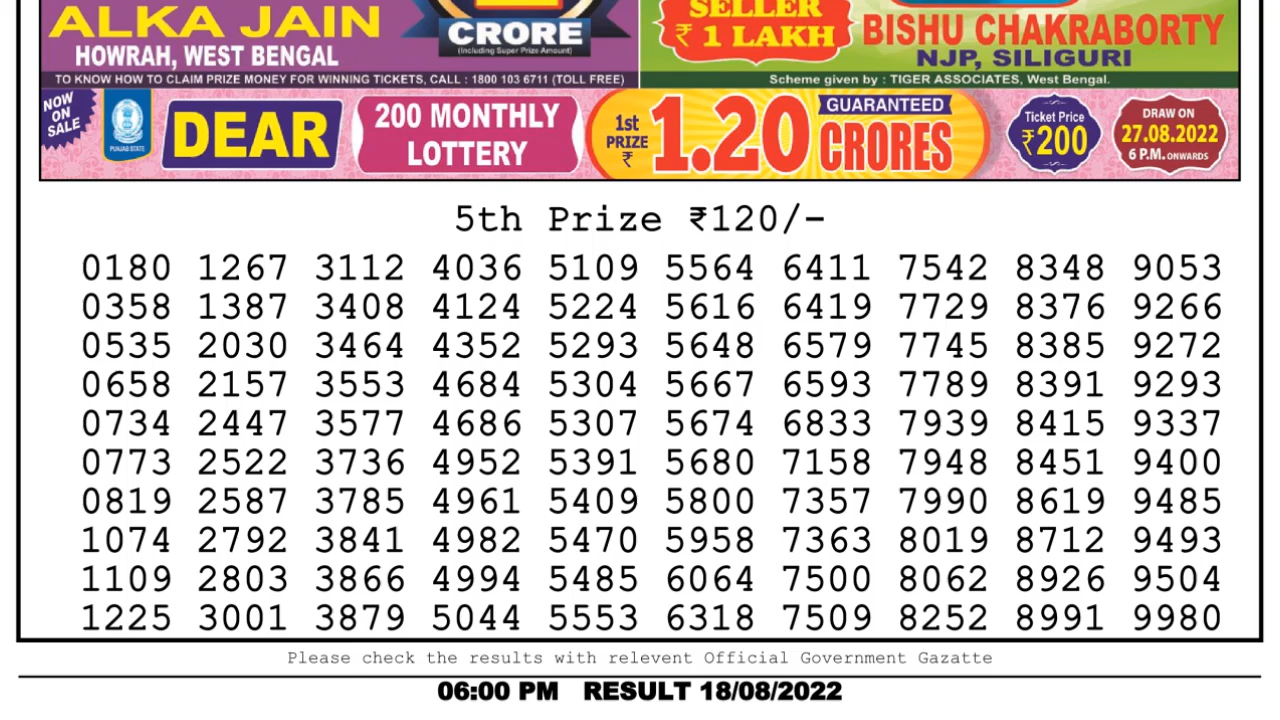 ALKA JAIN
HOWRAH, WEST BENGAL
CRORE
(Including Super Prize Amount)
SELLER
₹ 1 LAKH
BISHU CHAKRABORTY
NJP, SILIGURI
TO KNOW HOW TO CLAIM PRIZE MONEY FOR WINNING TICKETS, CALL : 1800 103 6711 (TOLL FREE)
Scheme given by : TIGER ASSOCIATES, West Bengal.
NOW
ON
SALE
PUNJAB STATE
DEAR
200 MONTHLY
LOTTERY
1st
PRIZE
₹
1.20
GUARANTEED
CRORES
Ticket Price
₹200
DRAW ON
27.08.2022
6 P.M. ONWARDS
5th Prize ₹120/-
0180 1267 3112 4036 5109 5564 6411 7542 8348 9053
0358 1387 3408 4124 5224 5616 6419 7729 8376 9266
0535 2030 3464 4352 5293 5648 6579 7745 8385 9272
0658 2157 3553 4684 5304 5667 6593 7789 8391 9293
0734 2447 3577 4686 5307 5674 6833 7939 8415 9337
0773 2522 3736 4952 5391 5680 7158 7948 8451 9400
0819 2587 3785 4961 5409 5800 7357 7990 8619 9485
1074 2792 3841 4982 5470 5958 7363 8019 8712 9493
1109 2803 3866 4994 5485 6064 7500 8062 8926 9504
1225 3001 3879 5044 5553 6318 7509 8252 8991 9980
Please check the results with relevent Official Government Gazatte
06:00 PM RESULT 18/08/2022